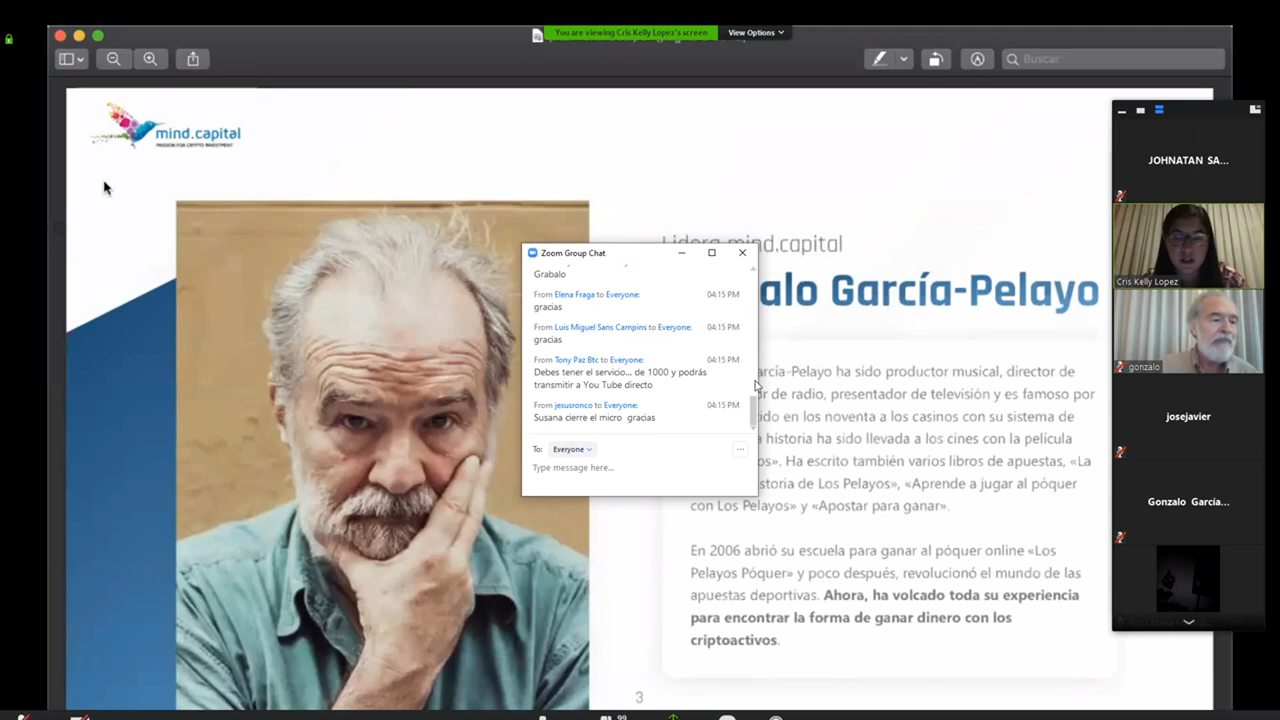 You are viewing Cris Kelly Lopez's screen
View Options
Buscar
mind.capital
PASSION FOR CRYPTO INVESTMENT
Lidera mind.capital
alo García-Pelayo
arcía-Pelayo ha sido productor musical, director de
r de radio, presentador de televisión y es famoso por
ido en los noventa a los casinos con su sistema de
a historia ha sido llevada a los cines con la película
os». Ha escrito también varios libros de apuestas, «La
storia de Los Pelayos», «Aprende a jugar al póquer
con Los Pelayos» y «Apostar para ganar».
En 2006 abrió su escuela para ganar al póquer online «Los
Pelayos Póquer» y poco después, revolucionó el mundo de las
apuestas deportivas. Ahora, ha volcado toda su experiencia
para encontrar la forma de ganar dinero con los
criptoactivos.
3
Zoom Group Chat
Grabalo
From Elena Fraga to Everyone: 04:15 PM
gracias
From Luis Miguel Sans Campins to Everyone: 04:15 PM
gracias
From Tony Paz Btc to Everyone: 04:15 PM
Debes tener el servicio... de 1000 y podrás
transmitir a You Tube directo
From jesusronco to Everyone: 04:15 PM
Susana cierre el micro gracias
To: Everyone
Type message here...
JOHNATAN SA...
Cris Kelly Lopez
gonzalo
josejavier
Gonzalo García...
99